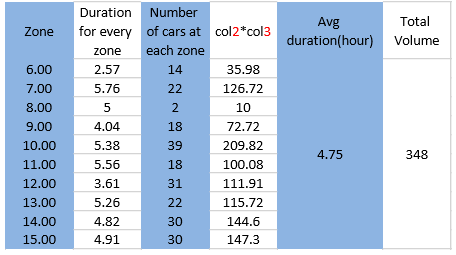 Zone Duration for every zone Number of cars at each zone col2*col3 Avg duration(hour) Total Volume
6.00 2.57 14 35.98
7.00 5.76 22 126.72
8.00 5 2 10
9.00 4.04 18 72.72
10.00 5.38 39 209.82
11.00 5.56 18 100.08
12.00 3.61 31 111.91
13.00 5.26 22 115.72
14.00 4.82 30 144.6
15.00 4.91 30 147.3
4.75 348